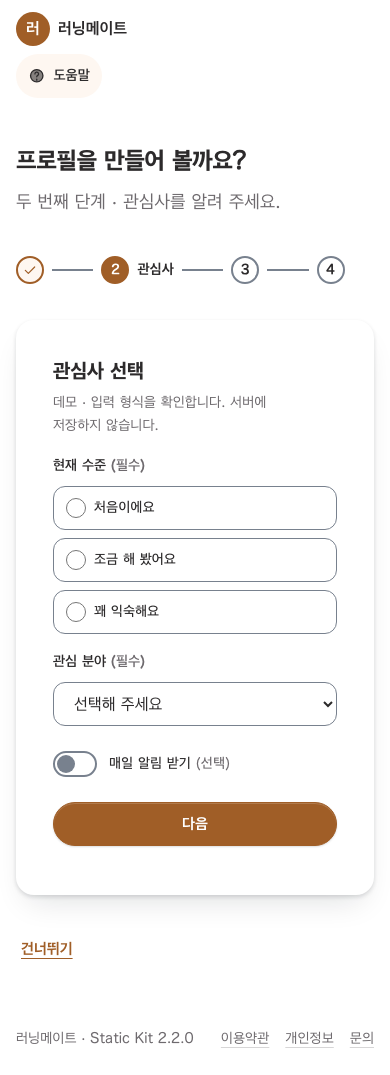 러 러닝메이트
도움말
프로필을 만들어 볼까요?
두 번째 단계 · 관심사를 알려 주세요.
2 관심사 3 4
관심사 선택
데모 · 입력 형식을 확인합니다. 서버에
저장하지 않습니다.
현재 수준 (필수)
처음이에요
조금 해 봤어요
꽤 익숙해요
관심 분야 (필수)
선택해 주세요
매일 알림 받기 (선택)
다음
건너뛰기
러닝메이트 · Static Kit 2.2.0 이용약관 개인정보 문의